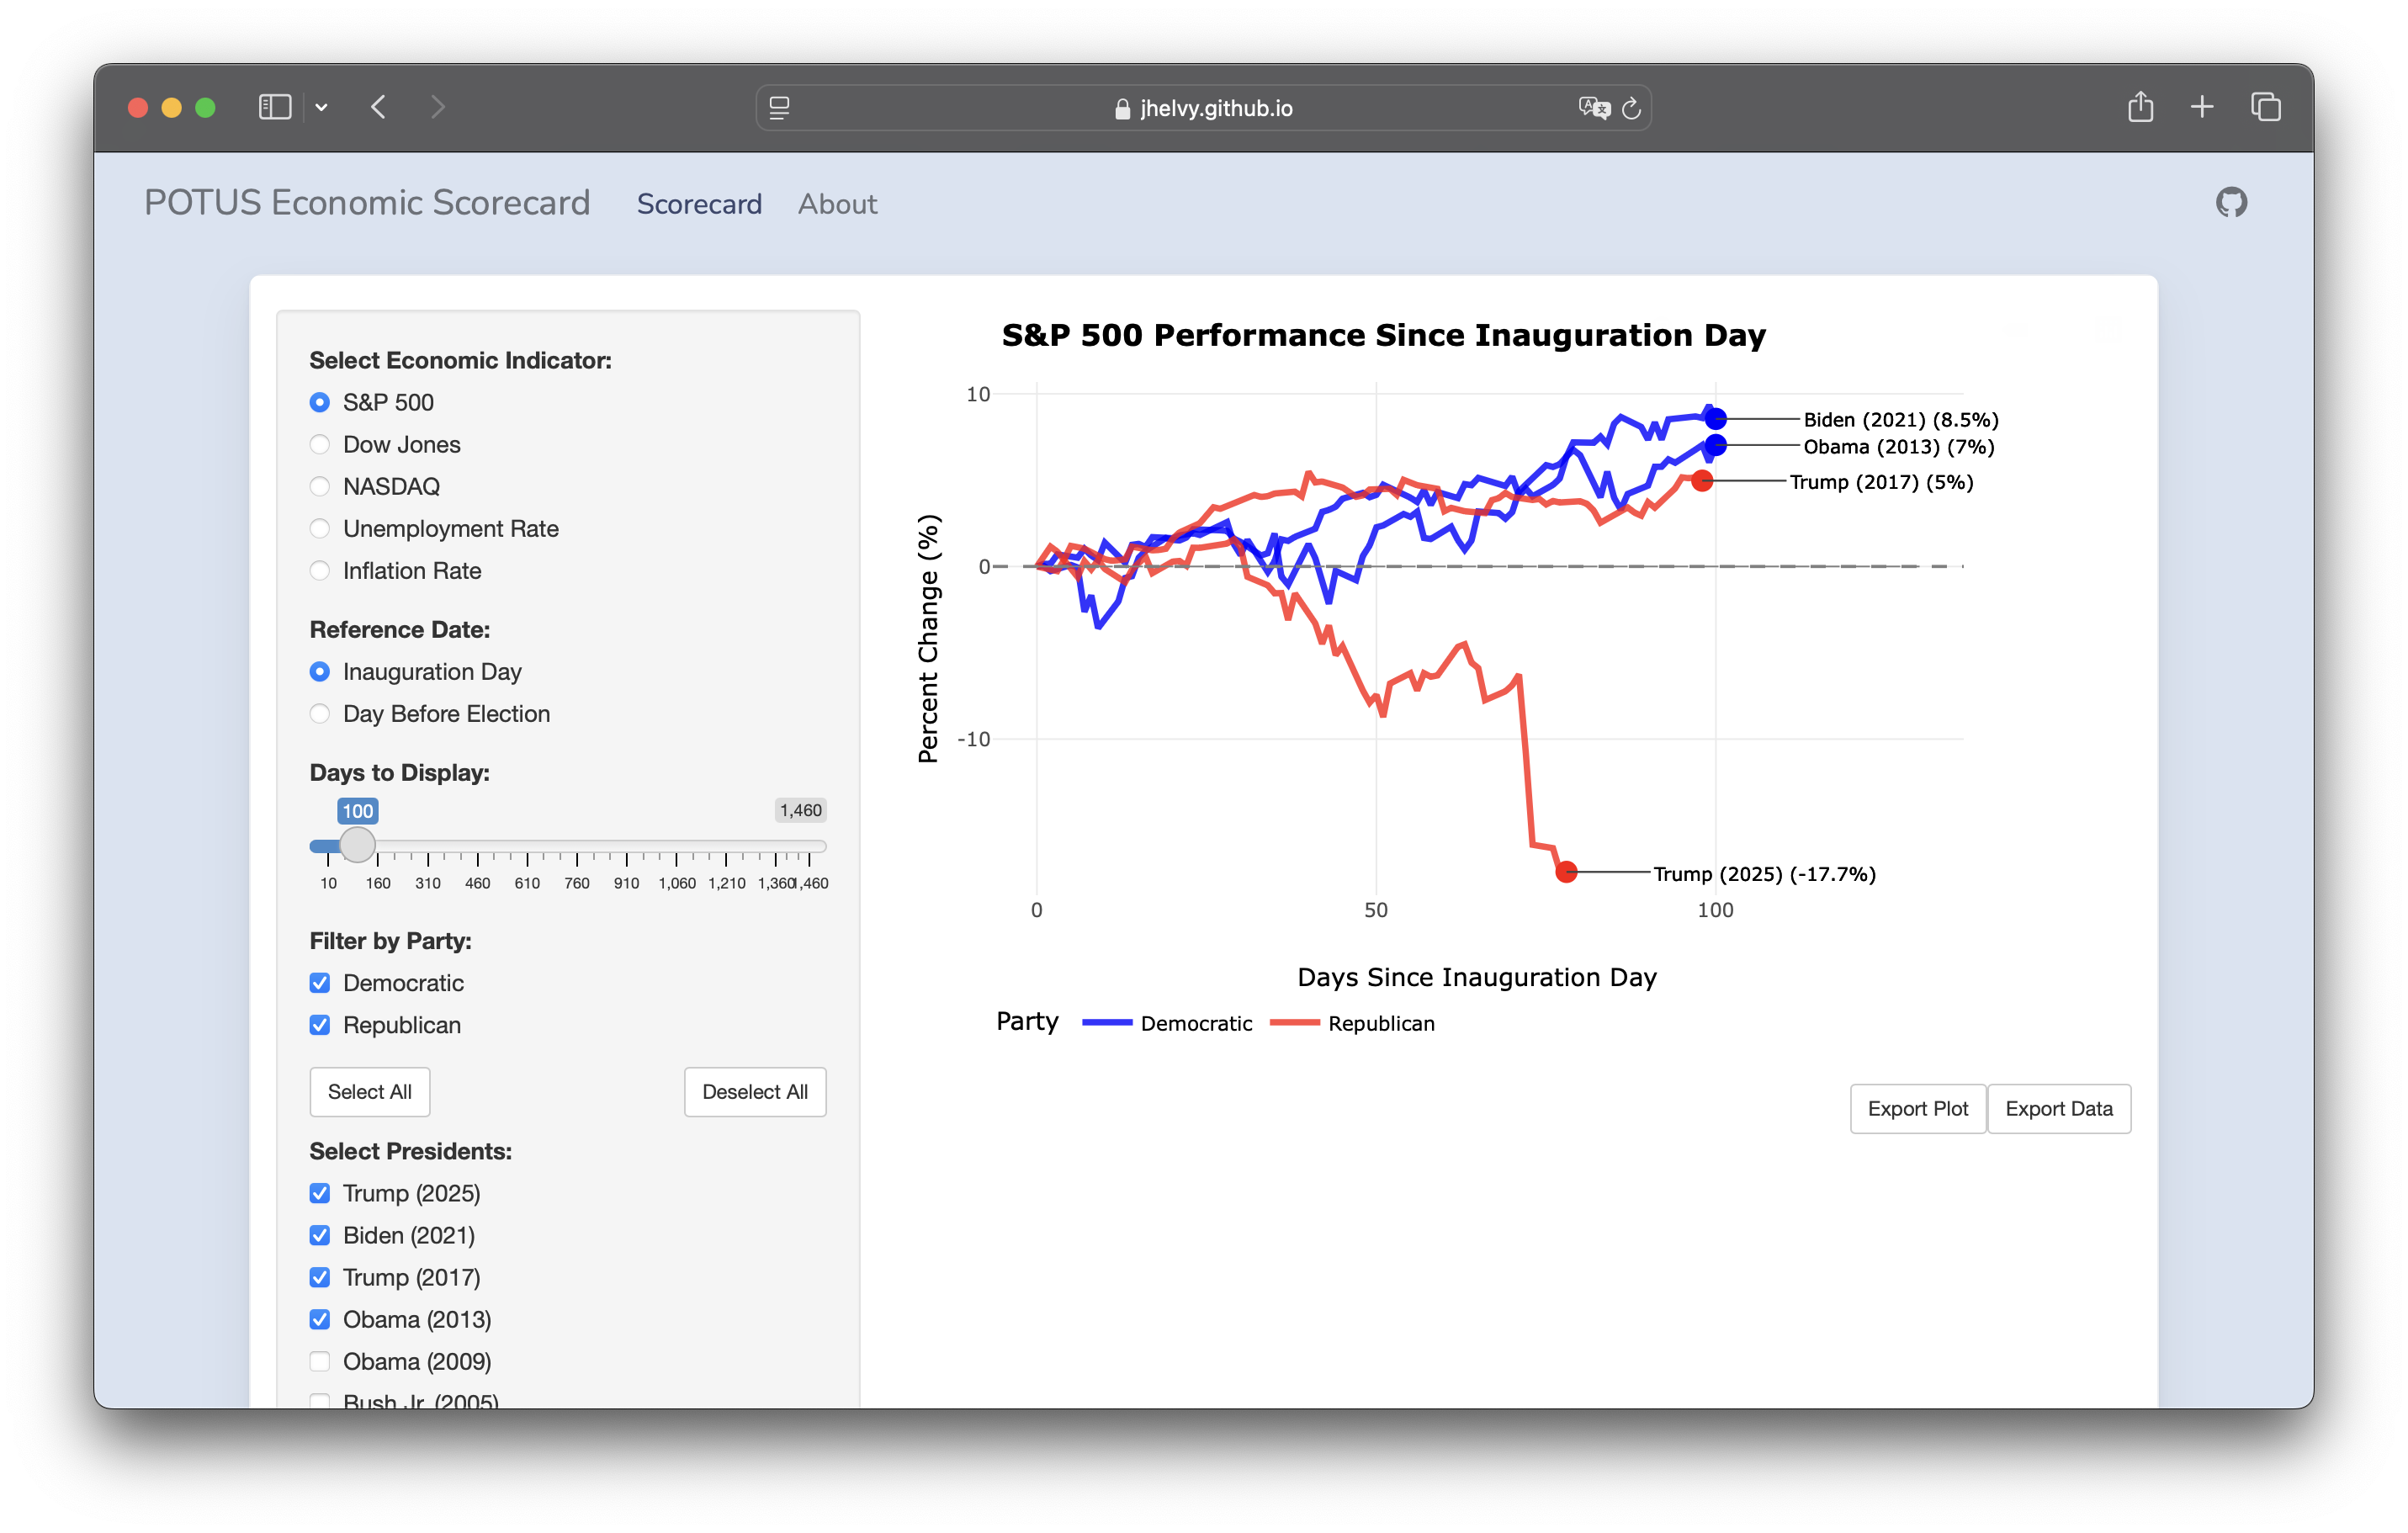 jhelvy.github.io
POTUS Economic Scorecard Scorecard About
Select Economic Indicator:
S&P 500
Dow Jones
NASDAQ
Unemployment Rate
Inflation Rate
Reference Date:
Inauguration Day
Day Before Election
Days to Display:
100 1,460
10 160 310 460 610 760 910 1,060 1,210 1,360 1,460
Filter by Party:
Democratic
Republican
Select All Deselect All
Select Presidents:
Trump (2025)
Biden (2021)
Trump (2017)
Obama (2013)
Obama (2009)
Bush Jr. (2005)
S&P 500 Performance Since Inauguration Day
10
0
-10
Percent Change (%)
Biden (2021) (8.5%)
Obama (2013) (7%)
Trump (2017) (5%)
Trump (2025) (-17.7%)
0 50 100
Days Since Inauguration Day
Party Democratic Republican
Export Plot Export Data